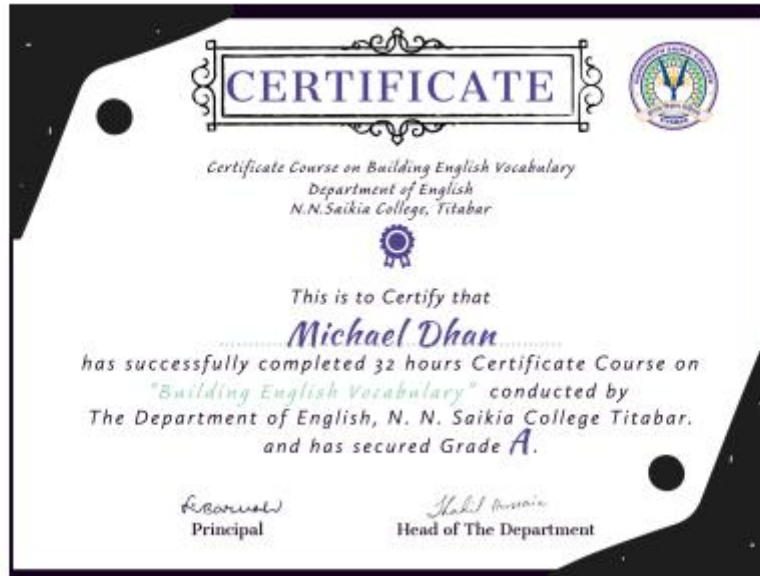 CERTIFICATE
Certificate Course on Building English Vocabulary
Department of English
N.N.Saikia College, Titabar
This is to Certify that
Michael Dhan
has successfully completed 32 hours Certificate Course on
"Building English Vocabulary" conducted by
The Department of English, N. N. Saikia College Titabar.
and has secured Grade A.
Principal
Head of The Department